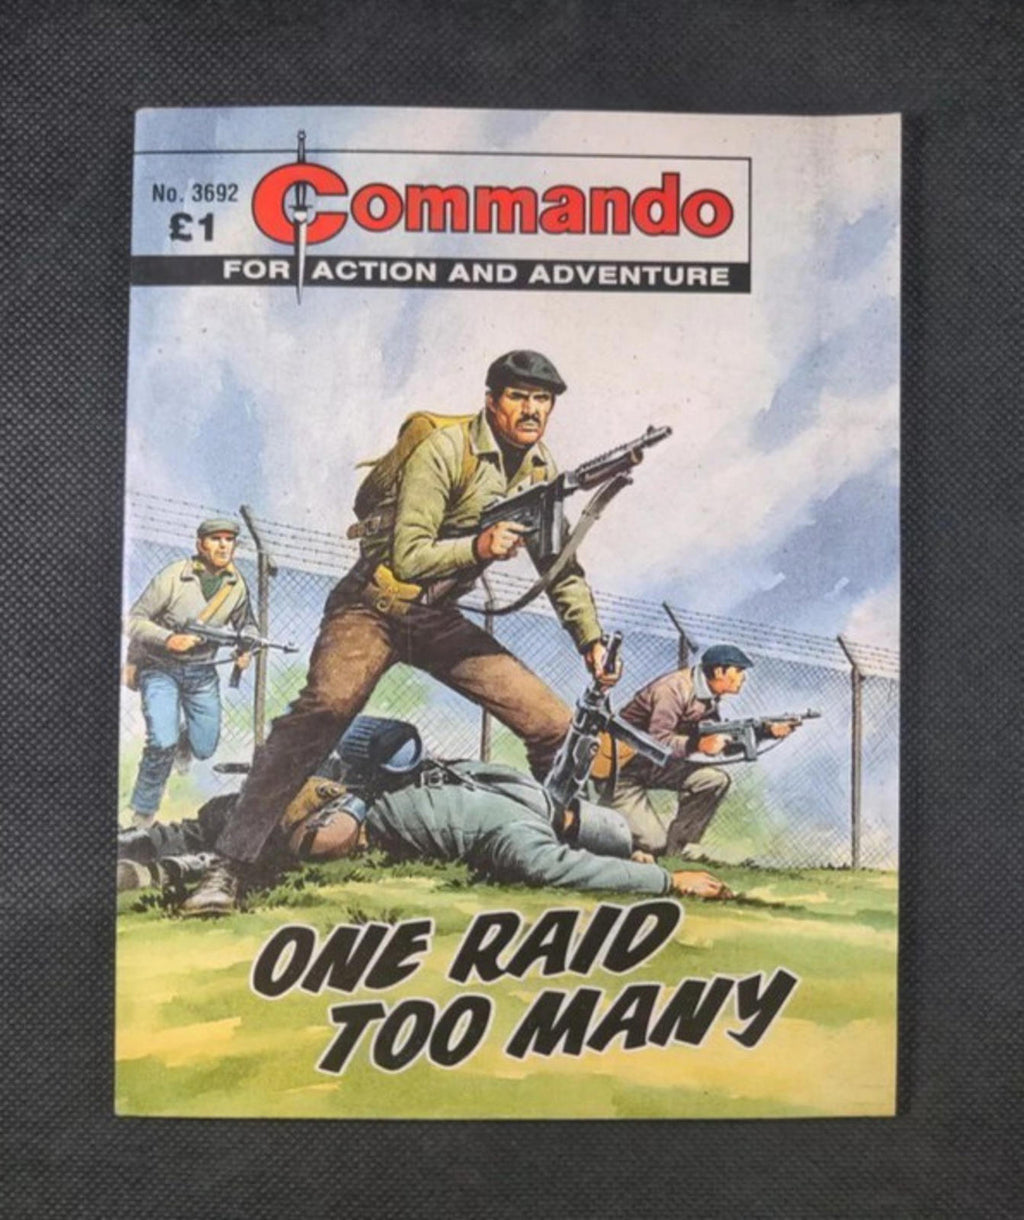 No. 3692
£1
Commando
FOR ACTION AND ADVENTURE
ONE RAID
TOO MANY